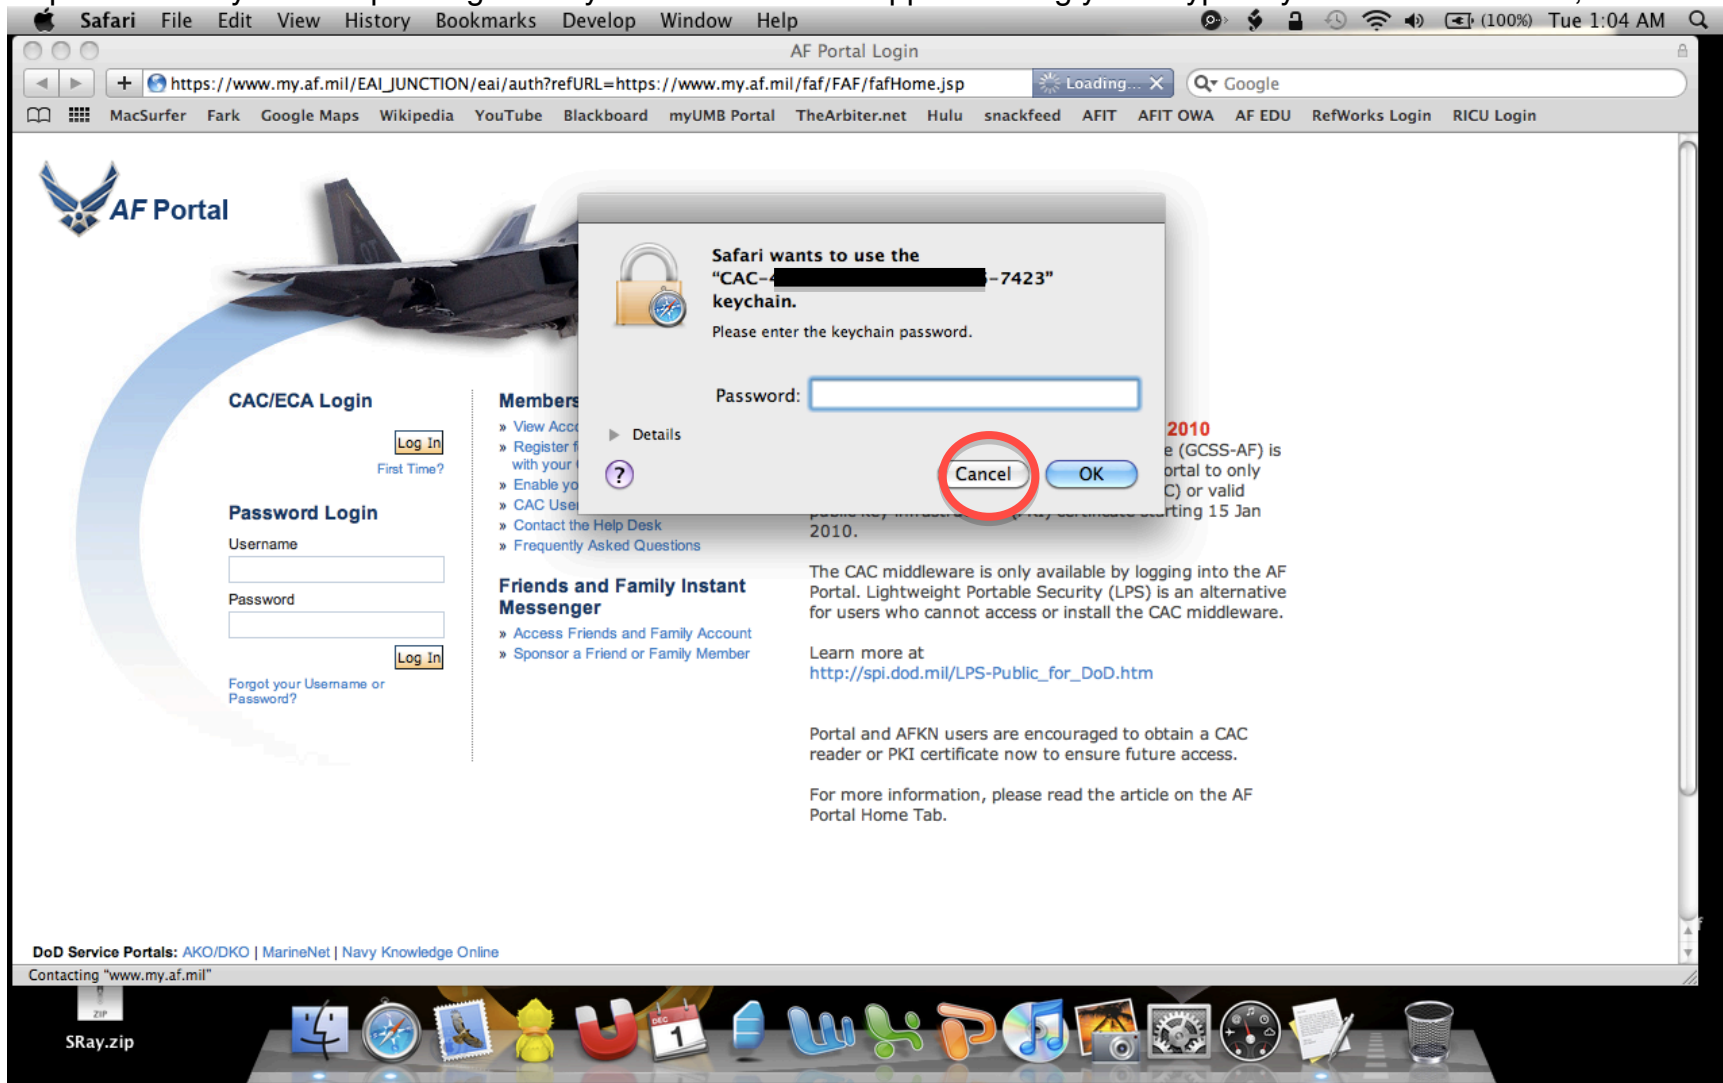 Safari File Edit View History Bookmarks Develop Window Help (100%) Tue 1:04 AM
AF Portal Login
https://www.my.af.mil/EAI_JUNCTION/eai/auth?refURL=https://www.my.af.mil/faf/FAF/fafHome.jsp Loading... Google
MacSurfer Fark Google Maps Wikipedia YouTube Blackboard myUMB Portal TheArbiter.net Hulu snackfeed AFIT AFIT OWA AF EDU RefWorks Login RICU Login
AF Portal
Safari wants to use the
“CAC-4 -7423”
keychain.
Please enter the keychain password.
Password:
Details
?
Cancel OK
CAC/ECA Login
Log In
First Time?
Password Login
Username
Password
Log In
Forgot your Username or
Password?
Members
» View Acco
» Register f
with your
» Enable yo
» CAC Use
» Contact the Help Desk
» Frequently Asked Questions
Friends and Family Instant
Messenger
» Access Friends and Family Account
» Sponsor a Friend or Family Member
2010
e (GCSS-AF) is
ortal to only
C) or valid
certificate starting 15 Jan
2010.
The CAC middleware is only available by logging into the AF
Portal. Lightweight Portable Security (LPS) is an alternative
for users who cannot access or install the CAC middleware.
Learn more at
http://spi.dod.mil/LPS-Public_for_DoD.htm
Portal and AFKN users are encouraged to obtain a CAC
reader or PKI certificate now to ensure future access.
For more information, please read the article on the AF
Portal Home Tab.
DoD Service Portals: AKO/DKO | MarineNet | Navy Knowledge Online
Contacting “www.my.af.mil”
ZIP
SRay.zip
DEC
1